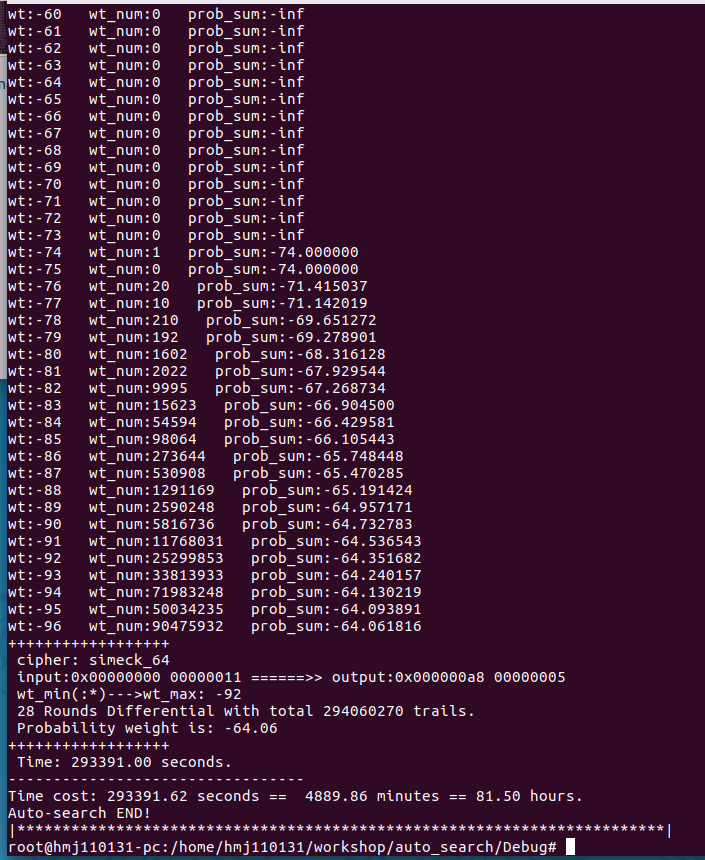 wt:-60   wt_num:0   prob_sum:-inf
wt:-61   wt_num:0   prob_sum:-inf
wt:-62   wt_num:0   prob_sum:-inf
wt:-63   wt_num:0   prob_sum:-inf
wt:-64   wt_num:0   prob_sum:-inf
wt:-65   wt_num:0   prob_sum:-inf
wt:-66   wt_num:0   prob_sum:-inf
wt:-67   wt_num:0   prob_sum:-inf
wt:-68   wt_num:0   prob_sum:-inf
wt:-69   wt_num:0   prob_sum:-inf
wt:-70   wt_num:0   prob_sum:-inf
wt:-71   wt_num:0   prob_sum:-inf
wt:-72   wt_num:0   prob_sum:-inf
wt:-73   wt_num:0   prob_sum:-inf
wt:-74   wt_num:1   prob_sum:-74.000000
wt:-75   wt_num:0   prob_sum:-74.000000
wt:-76   wt_num:20   prob_sum:-71.415037
wt:-77   wt_num:10   prob_sum:-71.142019
wt:-78   wt_num:210   prob_sum:-69.651272
wt:-79   wt_num:192   prob_sum:-69.278901
wt:-80   wt_num:1602   prob_sum:-68.316128
wt:-81   wt_num:2022   prob_sum:-67.929544
wt:-82   wt_num:9995   prob_sum:-67.268734
wt:-83   wt_num:15623   prob_sum:-66.904500
wt:-84   wt_num:54594   prob_sum:-66.429581
wt:-85   wt_num:98064   prob_sum:-66.105443
wt:-86   wt_num:273644   prob_sum:-65.748448
wt:-87   wt_num:530908   prob_sum:-65.470285
wt:-88   wt_num:1291169   prob_sum:-65.191424
wt:-89   wt_num:2590248   prob_sum:-64.957171
wt:-90   wt_num:5816736   prob_sum:-64.732783
wt:-91   wt_num:11768031   prob_sum:-64.536543
wt:-92   wt_num:25299853   prob_sum:-64.351682
wt:-93   wt_num:33813933   prob_sum:-64.240157
wt:-94   wt_num:71983248   prob_sum:-64.130219
wt:-95   wt_num:50034235   prob_sum:-64.093891
wt:-96   wt_num:90475932   prob_sum:-64.061816
++++++++++++++++++
 cipher: simeck_64
 input:0x00000000 00000011 ======>> output:0x000000a8 00000005
 wt_min(:*)--->wt_max: -92
 28 Rounds Differential with total 294060270 trails.
 Probability weight is: -64.06
++++++++++++++++++
 Time: 293391.00 seconds.
---------------------------------
Time cost: 293391.62 seconds ==  4889.86 minutes == 81.50 hours.
Auto-search END!
|************************************************************************|
root@hmj110131-pc:/home/hmj110131/workshop/auto_search/Debug#